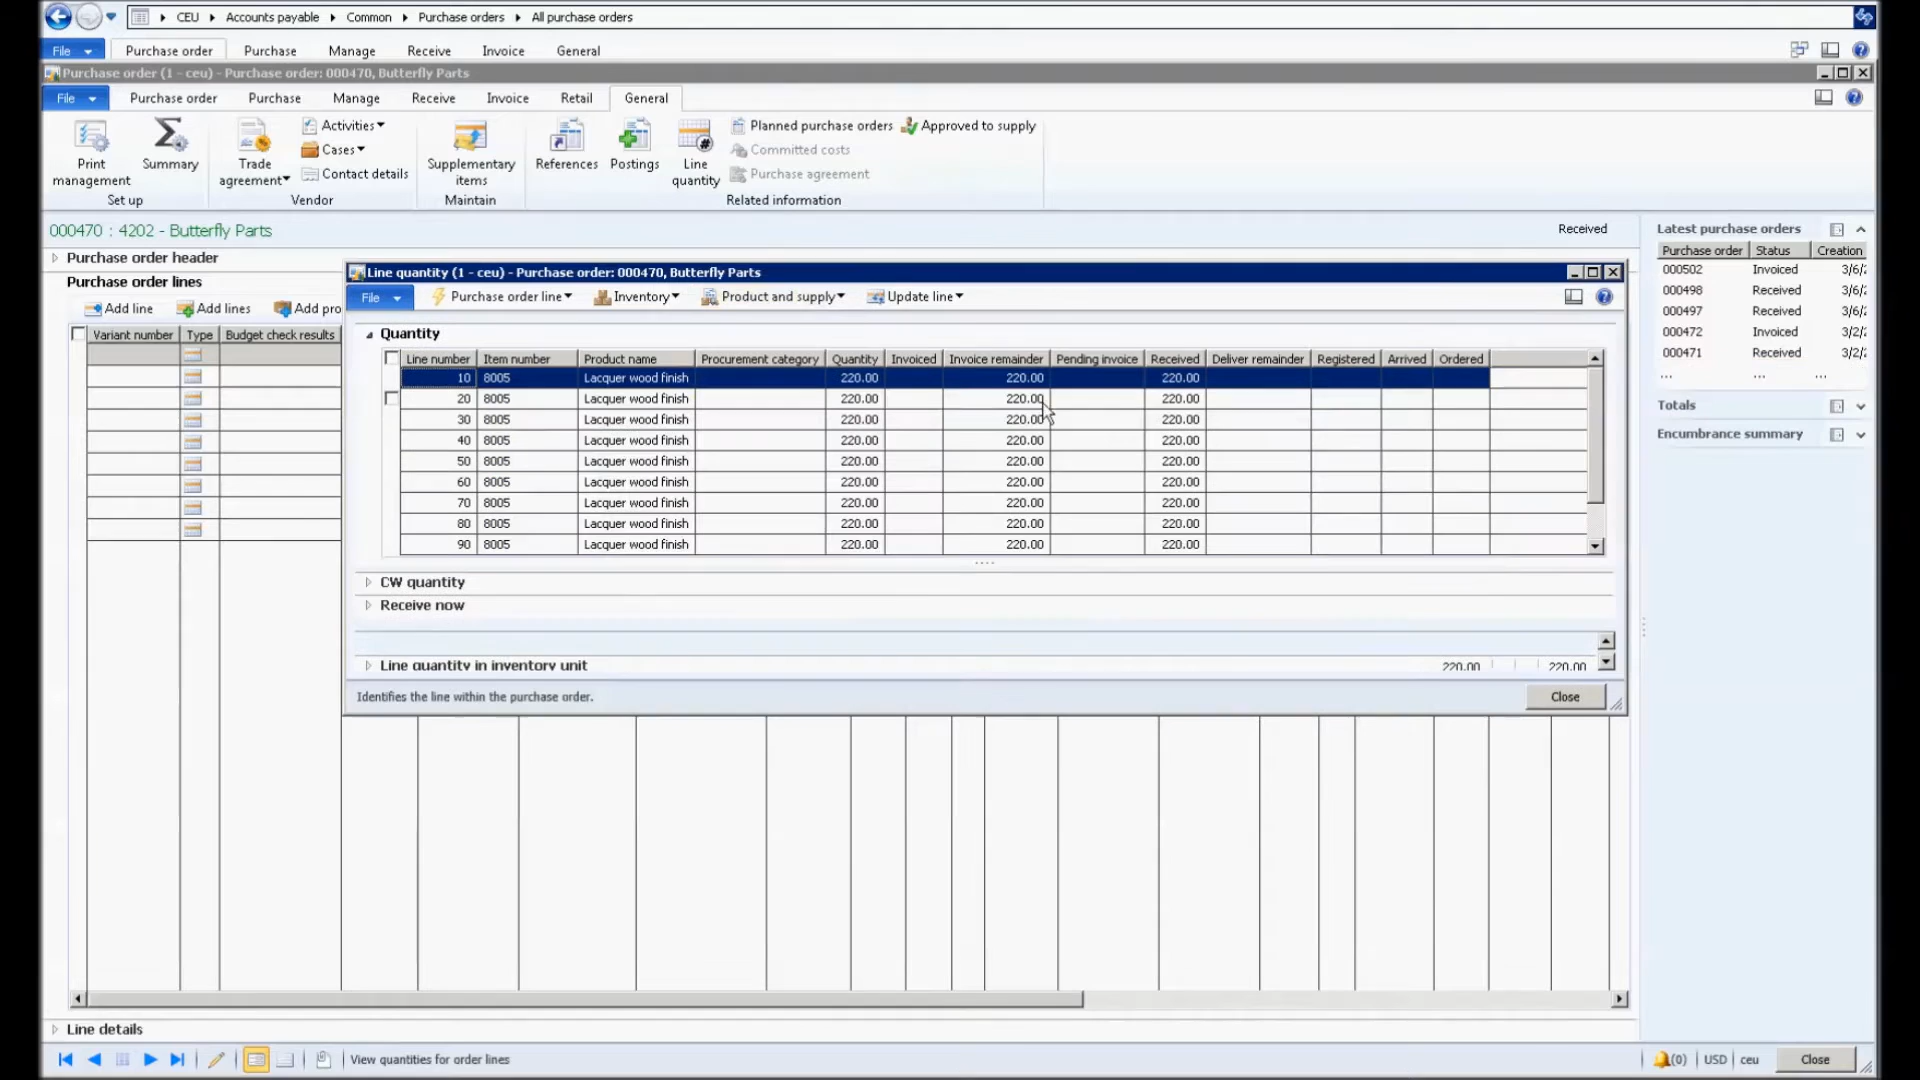 CEU ▸ Accounts payable ▸ Common ▸ Purchase orders ▸ All purchase orders
File Purchase order Purchase Manage Receive Invoice General
Purchase order (1 - ceu) - Purchase order: 000470, Butterfly Parts
File Purchase order Purchase Manage Receive Invoice Retail General
Print management
Summary
Set up
Trade agreement
Activities
Cases
Contact details
Vendor
Supplementary items
Maintain
References
Postings
Line quantity
Planned purchase orders
Committed costs
Purchase agreement
Approved to supply
Related information
000470 : 4202 - Butterfly Parts
Received
Purchase order header
Purchase order lines
Add line Add lines Add pro
Variant number Type Budget check results
Line quantity (1 - ceu) - Purchase order: 000470, Butterfly Parts
File Purchase order line Inventory Product and supply Update line
Quantity
Line number Item number Product name Procurement category Quantity Invoiced Invoice remainder Pending invoice Received Deliver remainder Registered Arrived Ordered
10 8005 Lacquer wood finish 220.00 220.00 220.00
20 8005 Lacquer wood finish 220.00 220.00 220.00
30 8005 Lacquer wood finish 220.00 220.00 220.00
40 8005 Lacquer wood finish 220.00 220.00 220.00
50 8005 Lacquer wood finish 220.00 220.00 220.00
60 8005 Lacquer wood finish 220.00 220.00 220.00
70 8005 Lacquer wood finish 220.00 220.00 220.00
80 8005 Lacquer wood finish 220.00 220.00 220.00
90 8005 Lacquer wood finish 220.00 220.00 220.00
CW quantity
Receive now
Line quantity in inventory unit 220.00 220.00
Identifies the line within the purchase order.
Close
Latest purchase orders
Purchase order Status Creation
000502 Invoiced 3/6/
000498 Received 3/6/
000497 Received 3/6/
000472 Invoiced 3/2/
000471 Received 3/2/
... ... ...
Totals
Encumbrance summary
Line details
View quantities for order lines
(0) USD ceu Close